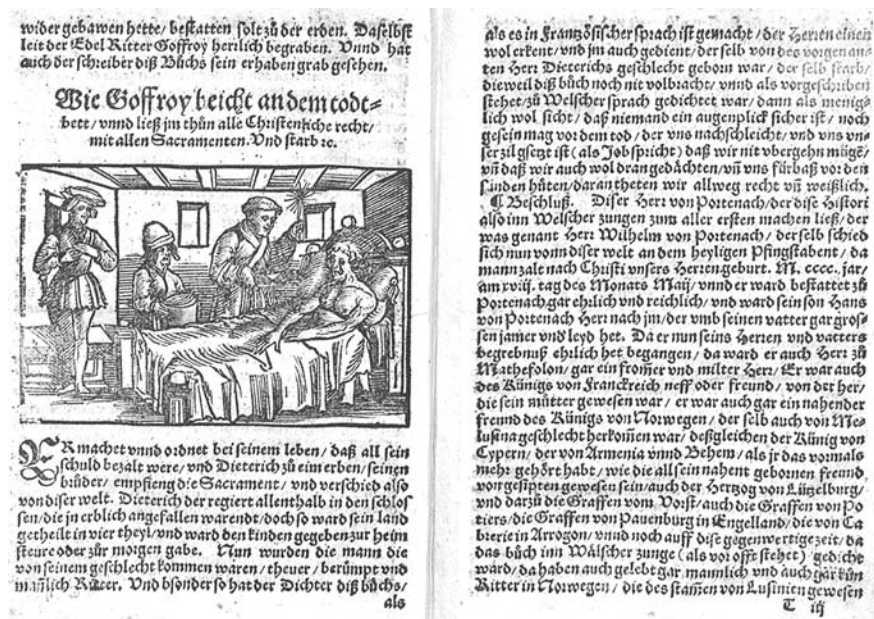 wider gebawen hette/ bestatten solt zů der erden. Daselbst
leit der Edel Ritter Goffroy herlich begraben. Vnnd hat
auch der schreiber diß Bůchs sein erhaben grab gesehen.
Wie Goffroy beicht an dem todt⸗
bett/ vnnd ließ jm thůn alle Christenliche recht/
mit allen Sacramenten. Vnd starb ꝛc.
ER machet vnnd ordnet bei seinem leben/ daß all sein
schuld bezalt were/ vnd Dieterich zů eim erben/ seinen
brůder/ empfieng die Sacrament/ vnd verschied also
von diser welt. Dieterich der regiert allenthalb in den schlos
sen/ die jn erblich angefallen warendt/ doch so ward sein land
getheilt in vier theyl/ vnd ward den kinden gegeben zur heim
steure oder zůr morgen gabe. Nun wurden die mann die
von seinem geschlecht kommen wären/ theuer/ berümpt vnd
mañlich Ritter. Vnd bsonder so hat der Dichter diß bůchs/
als
als es in Frantzösischer sprach ist gemacht/ der Herren einen
wol erkent/ vnd jm auch gedient/ der selb von des vorgenan⸗
ten Herr Dieterichs geschlecht geborn war/ der selb starb/
dieweil diß bůch noch nit volbracht/ vnnd als vorgeschriben
stehet/ zů Welscher sprach gedichtet war/ dann als menig⸗
lich wol sicht/ daß niemand ein augenplick sicher ist/ noch
gesein mag vor dem tod/ der vns nachschleicht/ vnd vns vn⸗
ser zil gsetzt ist (als Job spricht) daß wir nit vbergehn mügẽ/
vñ daß wir auch wol dran gedächten/ vñ vns fürbaß vor den
sünden hüten/ daran theten wir allweg recht vñ weißlich.
¶ Beschluß. Diser Herr von Portenach/ der dise Histori
also inn Welscher zungen zum aller ersten machen ließ/ der
was genant Herr Wilhelm von Portenach/ der selb schied
sich nun vonn diser welt an dem heyligen Pfingstabent/ da
mann zalt nach Christi vnsers Herren geburt. M. cccc. jar/
am xviij. tag des Monats Maij/ vnnd er ward bestattet zů
Portenach gar ehrlich vnd reichlich/ vnd ward sein son Hans
von Portenach Herr nach jm/ der vmb seinen vatter gar gros⸗
sen jamer vnd leyd het. Da er nun seins Herren vnd vatters
begrebnuß ehrlich het begangen/ da ward er auch Herr zů
Mathefolon/ gar ein from̃er vnd milter Herr/ Er war auch
des Künigs von Franckreich neff oder freund/ von der her/
die sein můtter gewesen war/ er war auch gar ein nahender
freunnd des Künigs von Norwegen/ der selb auch von Me⸗
lusina geschlecht herkom̃en war/ deßgleichen der Künig von
Cypern/ der von Armenia vnnd Behem/ als jr das vormals
mehr gehört habt/ wie die all sein nahent gebornen freund
von gesipten gewesen sein/ auch der Hertzog von Lützelburg/
vnd darzů die Graffen vom Vorst/ auch die Graffen von Po
tiers/ die Graffen von Pauenburg in Engelland/ die von Ca
brerie in Arrogon/ vnnd noch auff dise gegenwertige zeit/ da
das bůch inn Wälscher zunge (als vor offt stehet) gedicht
ward/ da haben auch gelebt gar mannlich vnd auch gar kün
Ritter in Norwegen/ die des stam̃en von Lusinien gewesen
T iij